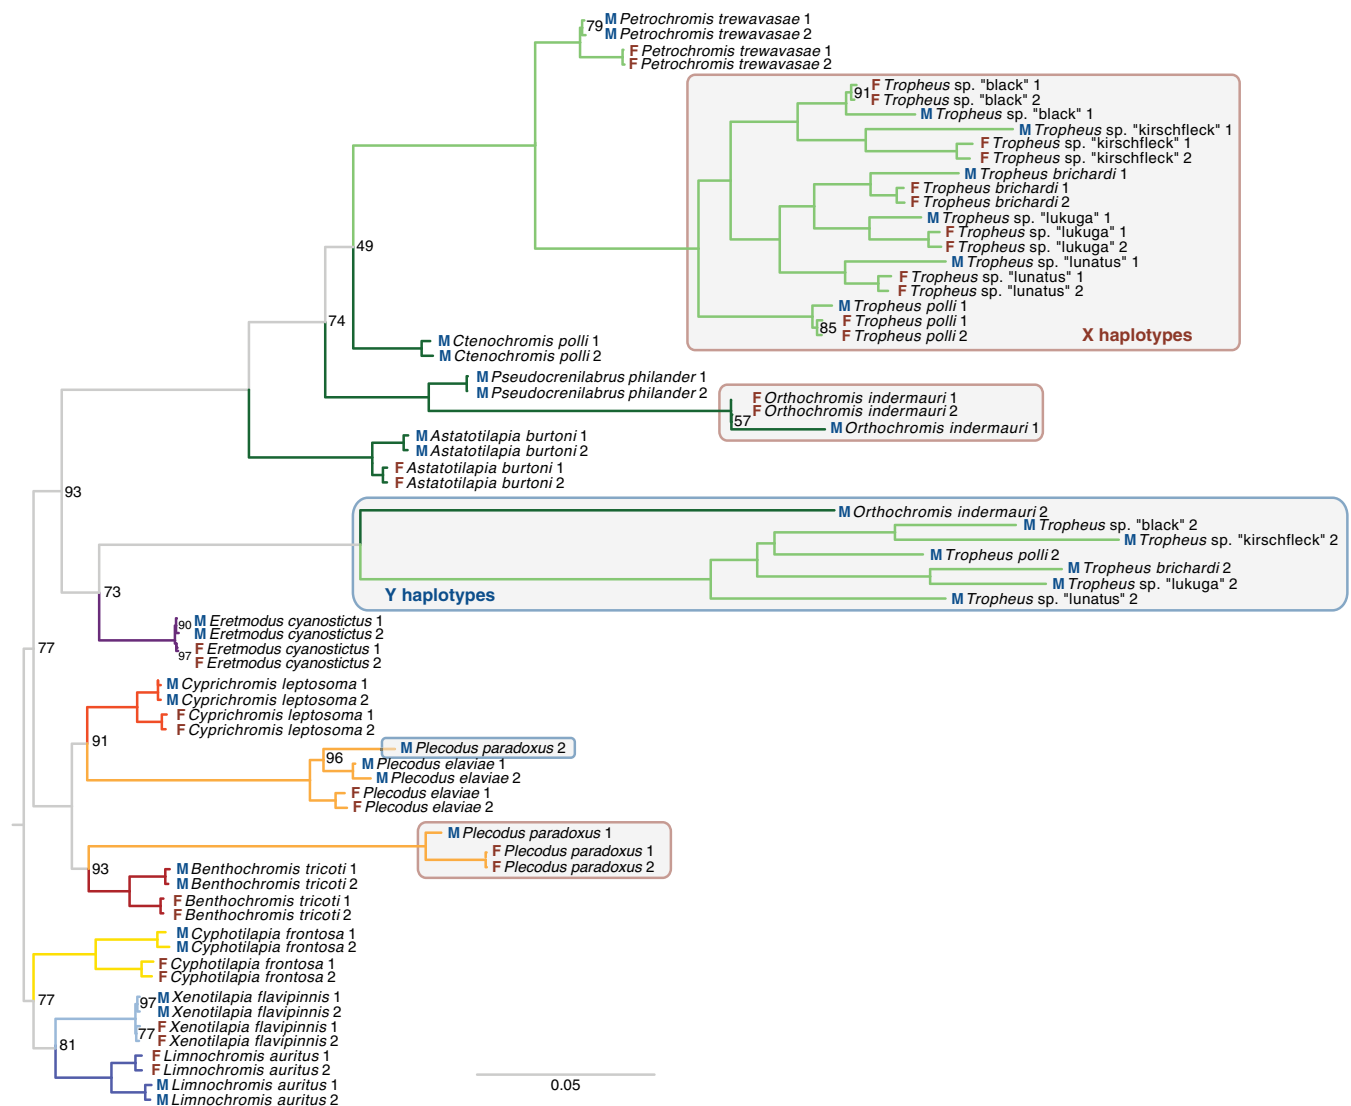 79 M Petrochromis trewavasae 1
M Petrochromis trewavasae 2
F Petrochromis trewavasae 1
F Petrochromis trewavasae 2
91 F Tropheus sp. "black" 1
F Tropheus sp. "black" 2
M Tropheus sp. "black" 1
M Tropheus sp. "kirschfleck" 1
F Tropheus sp. "kirschfleck" 1
F Tropheus sp. "kirschfleck" 2
M Tropheus brichardi 1
F Tropheus brichardi 1
F Tropheus brichardi 2
M Tropheus sp. "lukuga" 1
F Tropheus sp. "lukuga" 1
F Tropheus sp. "lukuga" 2
49
M Tropheus sp. "lunatus" 1
F Tropheus sp. "lunatus" 1
F Tropheus sp. "lunatus" 2
M Tropheus polli 1
74
85 F Tropheus polli 1
F Tropheus polli 2
X haplotypes
M Ctenochromis polli 1
M Ctenochromis polli 2
M Pseudocrenilabrus philander 1
M Pseudocrenilabrus philander 2
F Orthochromis indermauri 1
F Orthochromis indermauri 2
57
M Orthochromis indermauri 1
M Astatotilapia burtoni 1
M Astatotilapia burtoni 2
F Astatotilapia burtoni 1
F Astatotilapia burtoni 2
93
M Orthochromis indermauri 2
M Tropheus sp. "black" 2
M Tropheus sp. "kirschfleck" 2
M Tropheus polli 2
M Tropheus brichardi 2
M Tropheus sp. "lukuga" 2
73
Y haplotypes
M Tropheus sp. "lunatus" 2
90 M Eretmodus cyanostictus 1
M Eretmodus cyanostictus 2
97 F Eretmodus cyanostictus 1
F Eretmodus cyanostictus 2
77
M Cyprichromis leptosoma 1
M Cyprichromis leptosoma 2
F Cyprichromis leptosoma 1
F Cyprichromis leptosoma 2
91
M Plecodus paradoxus 2
96
M Plecodus elaviae 1
M Plecodus elaviae 2
F Plecodus elaviae 1
F Plecodus elaviae 2
M Plecodus paradoxus 1
F Plecodus paradoxus 1
F Plecodus paradoxus 2
93
M Benthochromis tricoti 1
M Benthochromis tricoti 2
F Benthochromis tricoti 1
F Benthochromis tricoti 2
M Cyphotilapia frontosa 1
M Cyphotilapia frontosa 2
F Cyphotilapia frontosa 1
F Cyphotilapia frontosa 2
77
97 M Xenotilapia flavipinnis 1
M Xenotilapia flavipinnis 2
77 F Xenotilapia flavipinnis 1
F Xenotilapia flavipinnis 2
81
F Limnochromis auritus 1
F Limnochromis auritus 2
M Limnochromis auritus 1
M Limnochromis auritus 2
0.05